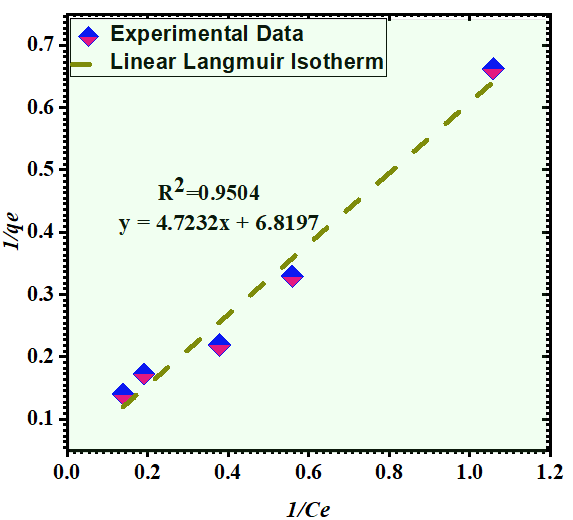 Experimental Data
Linear Langmuir Isotherm
R2=0.9504
y = 4.7232x + 6.8197
1/qe
0.7
0.6
0.5
0.4
0.3
0.2
0.1
0.0 0.2 0.4 0.6 0.8 1.0 1.2
1/Ce